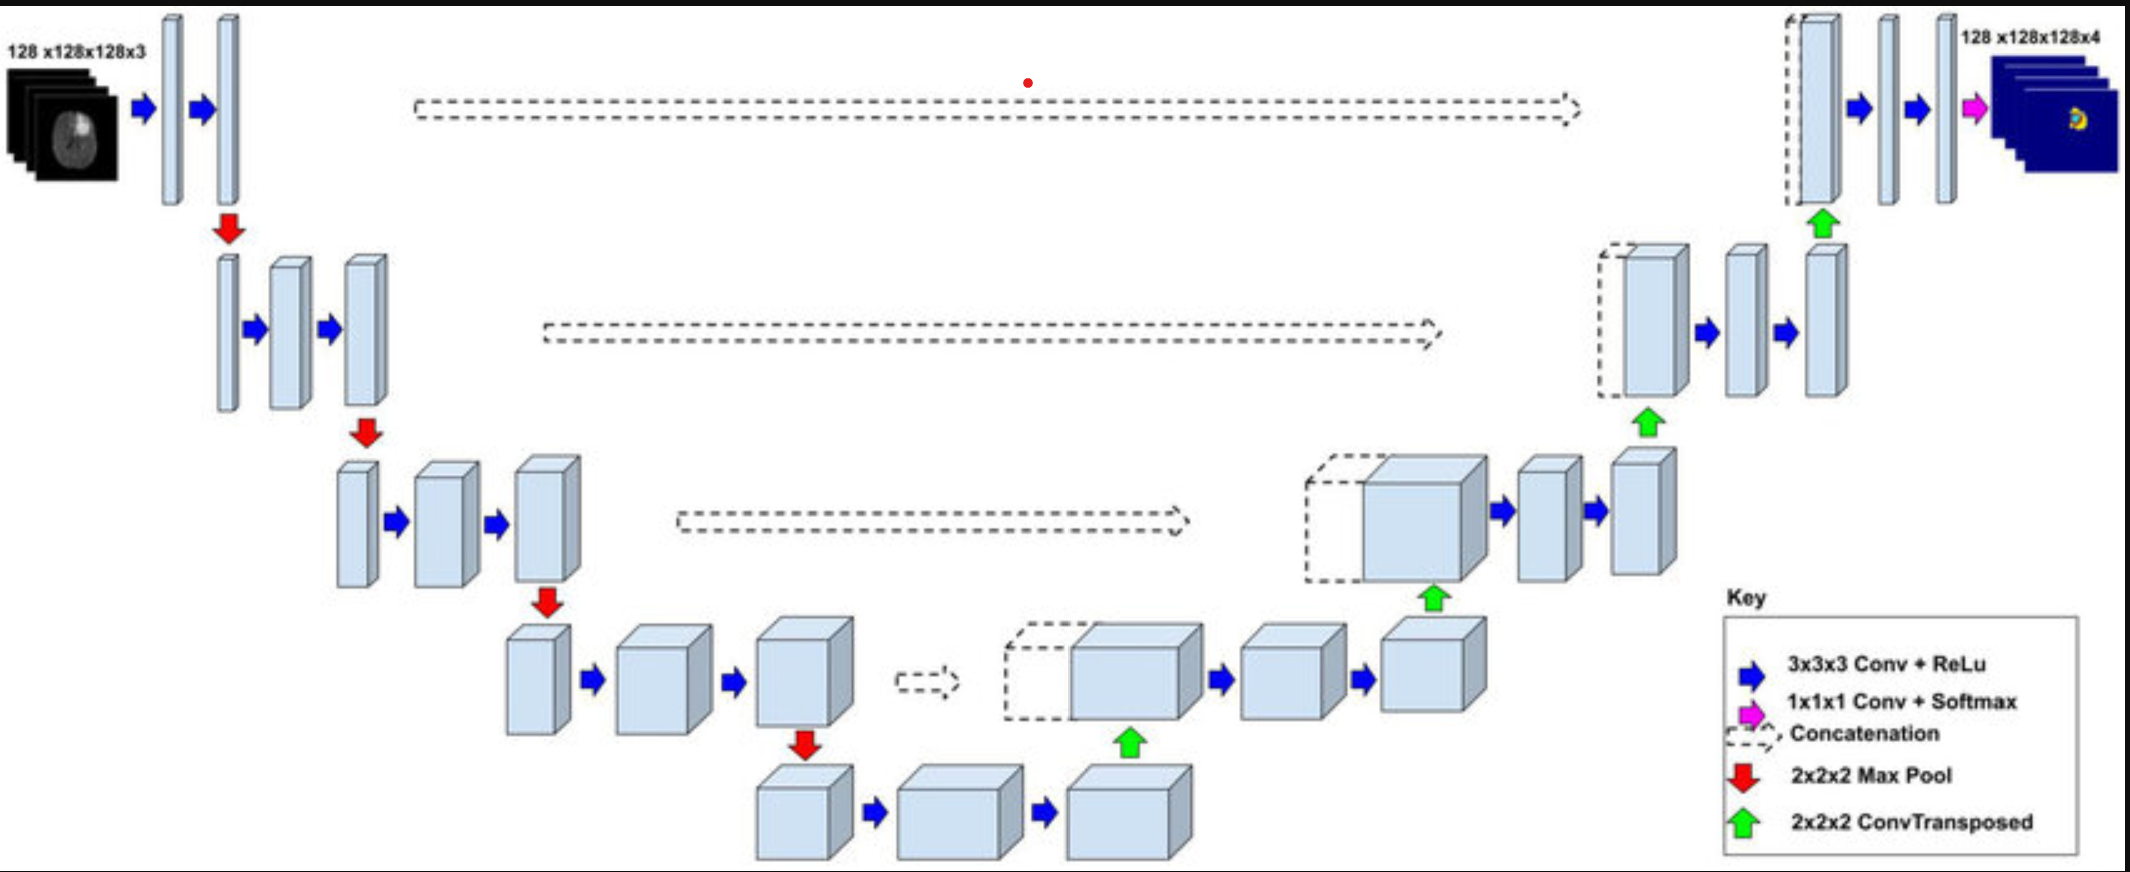 128 x128x128x3
128 x128x128x4
Key
3x3x3 Conv + ReLu
1x1x1 Conv + Softmax
Concatenation
2x2x2 Max Pool
2x2x2 ConvTransposed